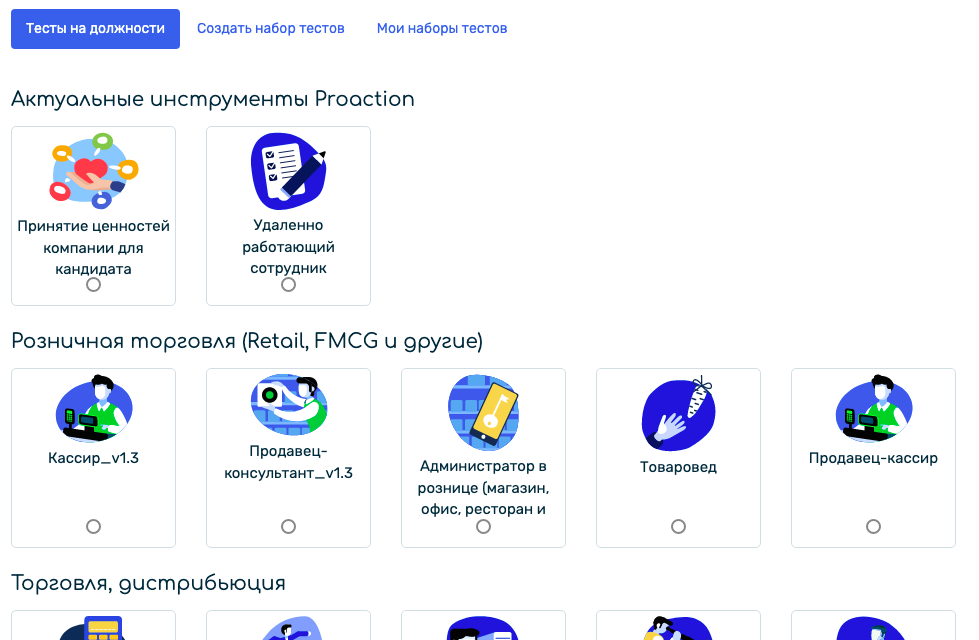 Тесты на должности Создать набор тестов Мои наборы тестов
Актуальные инструменты Proaction
Принятие ценностей
компании для
кандидата
Удаленно
работающий
сотрудник
Розничная торговля (Retail, FMCG и другие)
Кассир_v1.3
Продавец-
консультант_v1.3
Администратор в
рознице (магазин,
офис, ресторан и
Товаровед
Продавец-кассир
Торговля, дистрибьюция